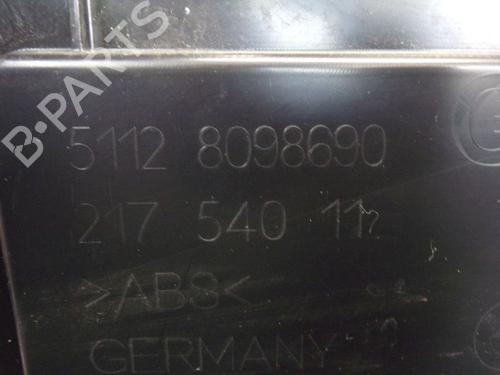 B-PARTS
5112 8098690
217 540 11
>ABS<
GERMANY